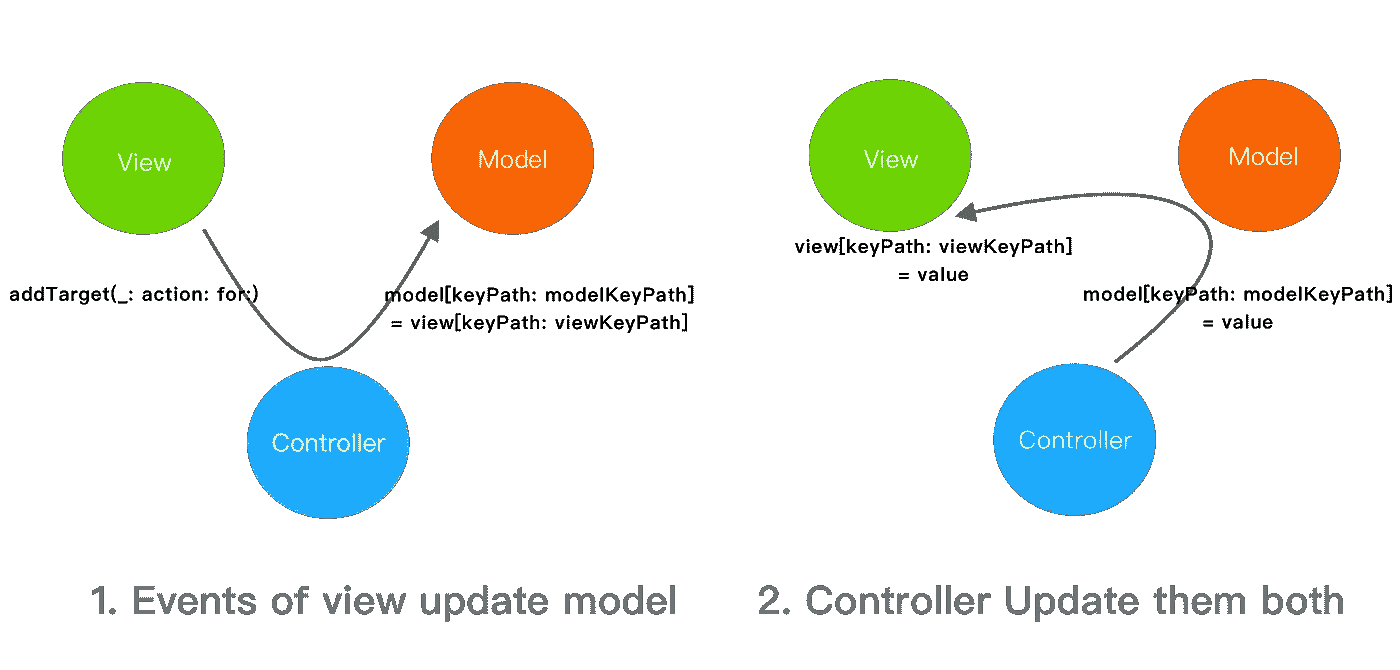 View
Model
addTarget(_: action: for:)
model[keyPath: modelKeyPath]
= view[keyPath: viewKeyPath]
Controller
1. Events of view update model
View
Model
view[keyPath: viewKeyPath]
= value
model[keyPath: modelKeyPath]
= value
Controller
2. Controller Update them both